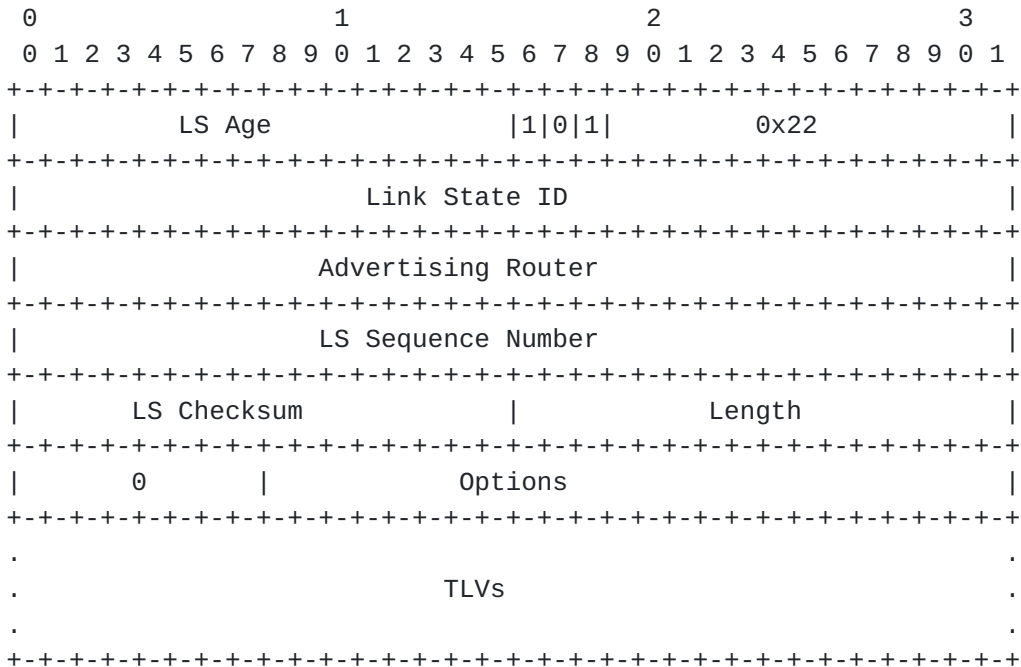 0                   1                   2                   3
 0 1 2 3 4 5 6 7 8 9 0 1 2 3 4 5 6 7 8 9 0 1 2 3 4 5 6 7 8 9 0 1
+-+-+-+-+-+-+-+-+-+-+-+-+-+-+-+-+-+-+-+-+-+-+-+-+-+-+-+-+-+-+-+-+
|          LS Age               |1|0|1|         0x22            |
+-+-+-+-+-+-+-+-+-+-+-+-+-+-+-+-+-+-+-+-+-+-+-+-+-+-+-+-+-+-+-+-+
|                      Link State ID                            |
+-+-+-+-+-+-+-+-+-+-+-+-+-+-+-+-+-+-+-+-+-+-+-+-+-+-+-+-+-+-+-+-+
|                   Advertising Router                          |
+-+-+-+-+-+-+-+-+-+-+-+-+-+-+-+-+-+-+-+-+-+-+-+-+-+-+-+-+-+-+-+-+
|                   LS Sequence Number                          |
+-+-+-+-+-+-+-+-+-+-+-+-+-+-+-+-+-+-+-+-+-+-+-+-+-+-+-+-+-+-+-+-+
|       LS Checksum             |            Length             |
+-+-+-+-+-+-+-+-+-+-+-+-+-+-+-+-+-+-+-+-+-+-+-+-+-+-+-+-+-+-+-+-+
|       0       |            Options                            |
+-+-+-+-+-+-+-+-+-+-+-+-+-+-+-+-+-+-+-+-+-+-+-+-+-+-+-+-+-+-+-+-+
.                                                               .
.                           TLVs                                .
.                                                               .
+-+-+-+-+-+-+-+-+-+-+-+-+-+-+-+-+-+-+-+-+-+-+-+-+-+-+-+-+-+-+-+-+